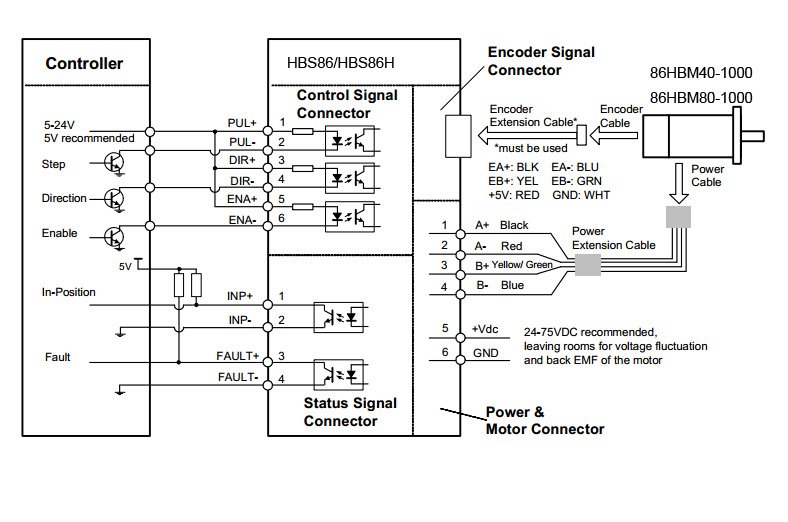 Controller
HBS86/HBS86H
Control Signal
Connector
Encoder Signal
Connector
86HBM40-1000
86HBM80-1000
5-24V
5V recommended
Step
Direction
Enable
PUL+ 1
PUL- 2
DIR+ 3
DIR- 4
ENA+ 5
ENA- 6
Encoder
Extension Cable*
*must be used
Encoder
Cable
EA+: BLK EA-: BLU
EB+: YEL EB-: GRN
+5V: RED GND: WHT
Power
Cable
1 A+ Black
2 A- Red
3 B+ Yellow/ Green
4 B- Blue
Power
Extension Cable
5V
In-Position
Fault
INP+ 1
INP- 2
FAULT+ 3
FAULT- 4
Status Signal
Connector
5 +Vdc
6 GND
24-75VDC recommended,
leaving rooms for voltage fluctuation
and back EMF of the motor
Power &
Motor Connector